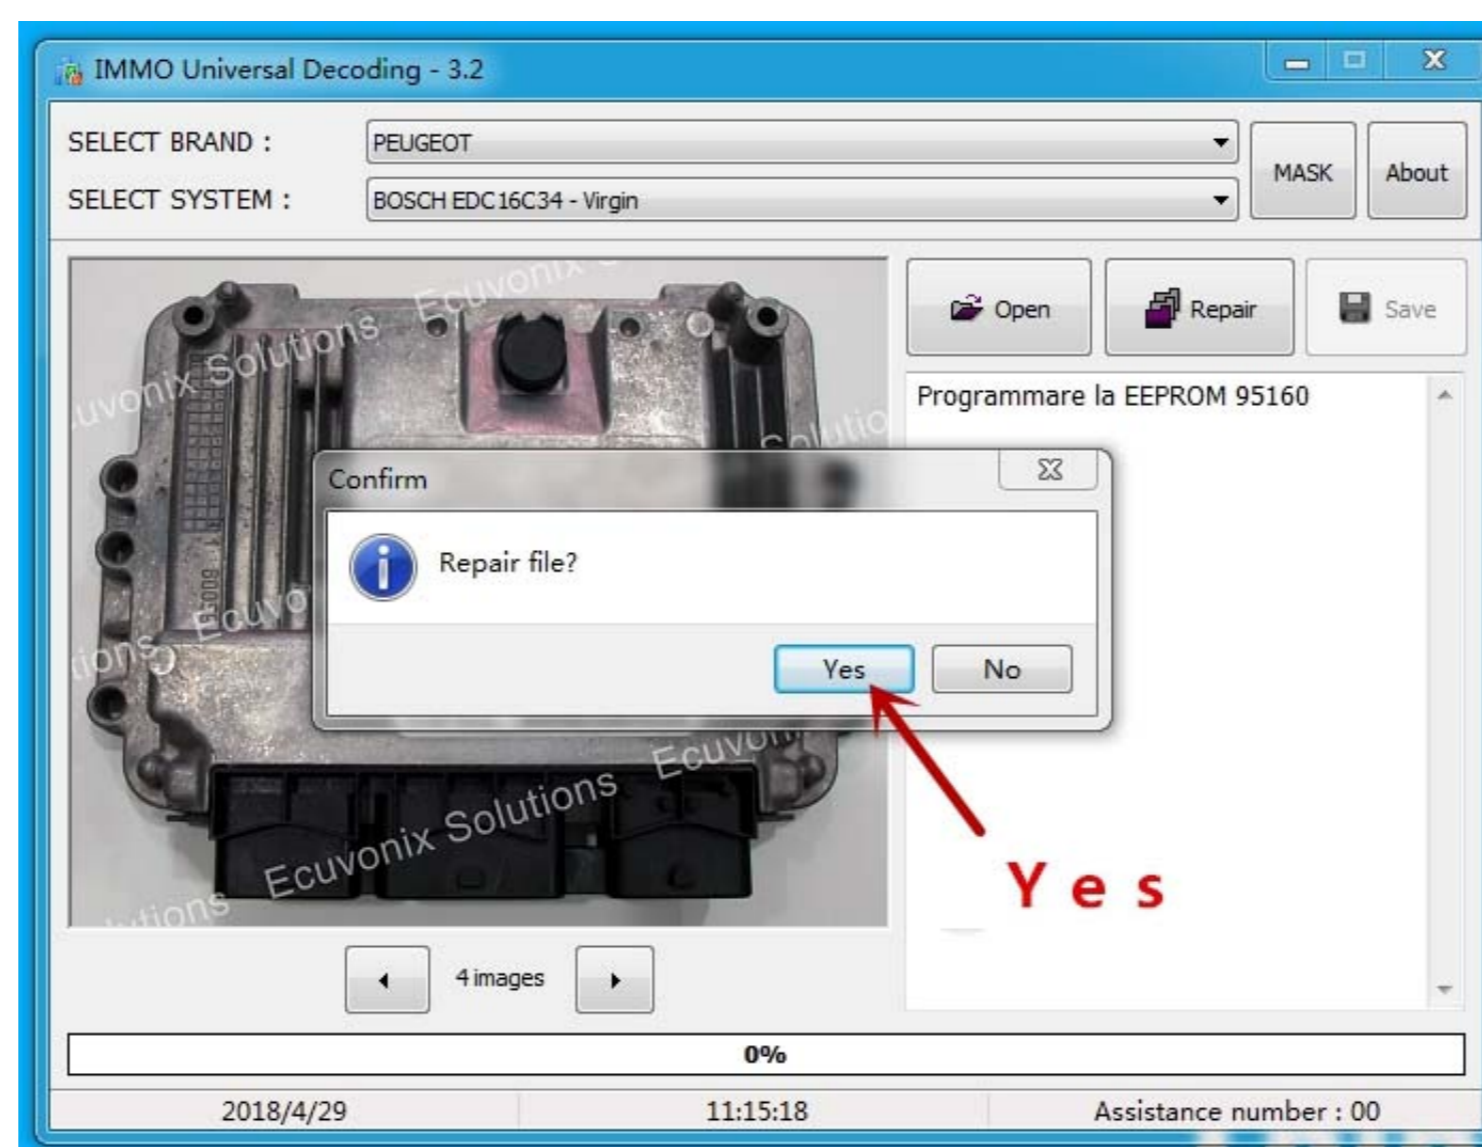 IMMO Universal Decoding - 3.2
SELECT BRAND :
PEUGEOT
SELECT SYSTEM :
BOSCH EDC16C34 - Virgin
MASK
About
Open
Repair
Save
Programmare la EEPROM 95160
Ecuvonix Solutions
Confirm
Repair file?
Yes
No
Yes
Ecuvonix Solutions
4 images
0%
2018/4/29
11:15:18
Assistance number : 00